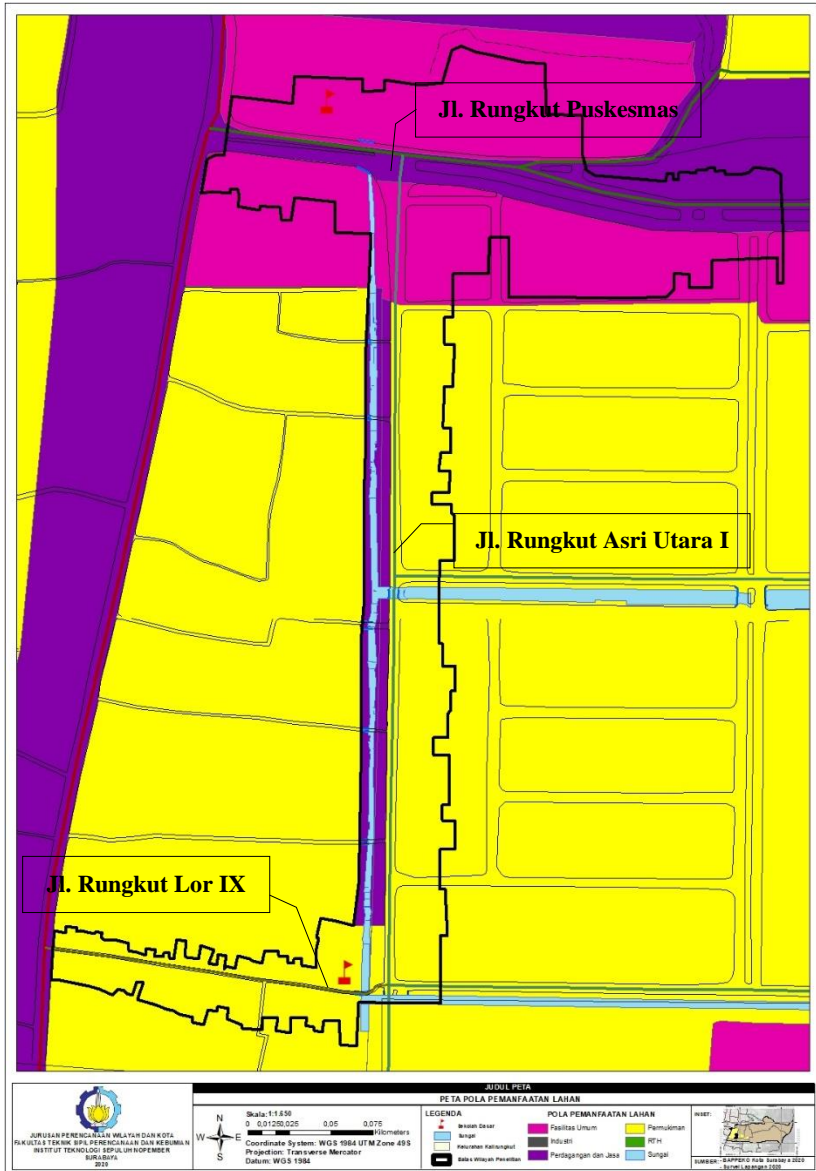 Jl. Rungkut Puskesmas
Jl. Rungkut Asri Utara I
Jl. Rungkut Lor IX
JUDUL PETA
PETA POLA PEMANFAATAN LAHAN
JURUSAN PERENCANAAN WILAYAH DAN KOTA
FAKULTAS TEKNIK SIPIL PERENCANAAN DAN KEBUMIAN
INSTITUT TEKNOLOGI SEPULUH NOPEMBER
SURABAYA
2020
N
W E
S
Skala: 1:1.650
0 0,01250,025 0,05 0,075
Kilometers
Coordinate System: WGS 1984 UTM Zone 49S
Projection: Transverse Mercator
Datum: WGS 1984
LEGENDA
Sekolah Dasar
Sungai
Kelurahan Kalirungkut
Batas Wilayah Penelitian
POLA PEMANFAATAN LAHAN
Fasilitas Umum
Industri
Perdagangan dan Jasa
Permukiman
RTH
Sungai
INSET:
SUMBER: - BAPPEKO Kota Surabaya 2020
- Survei Lapangan 2020